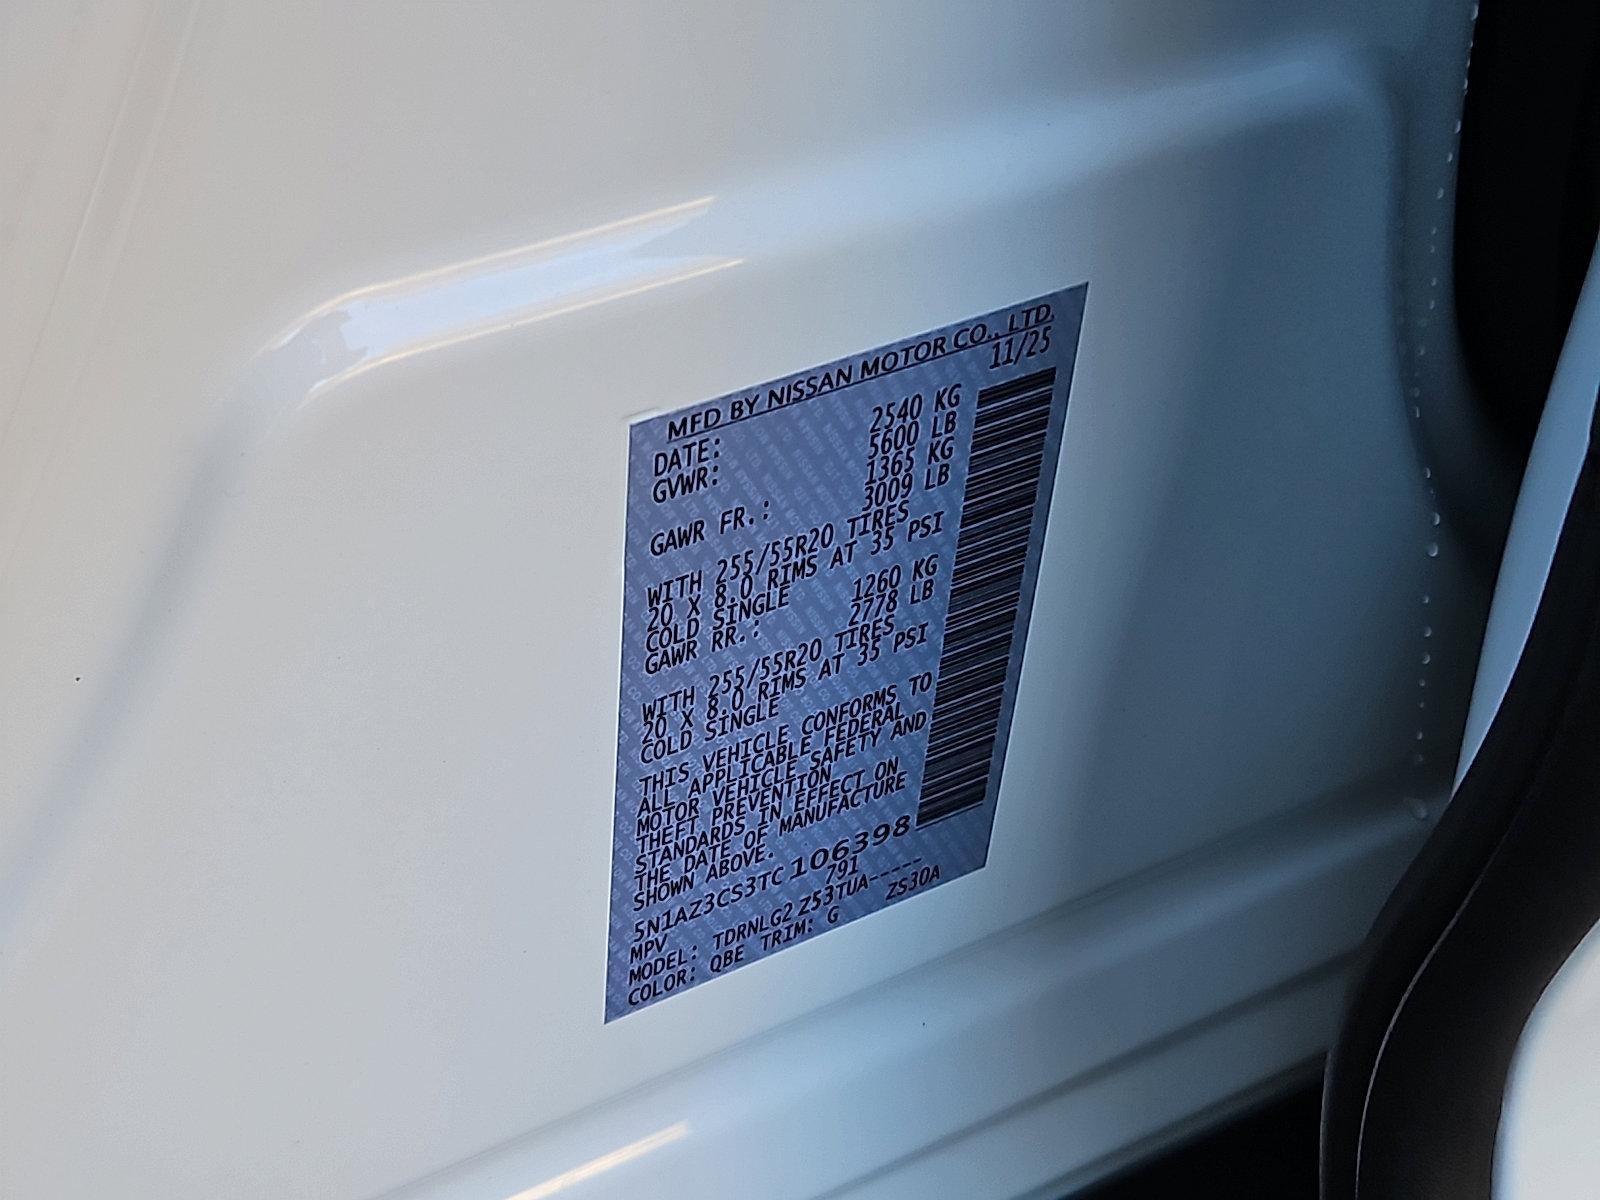 MFD BY NISSAN MOTOR CO., LTD.
DATE: 11/25
GVWR: 2540 KG
5600 LB
GAWR FR.: 1365 KG
3009 LB
WITH 255/55R20 TIRES
20 X 8.0 RIMS AT 35 PSI
COLD SINGLE
GAWR RR.: 1260 KG
2778 LB
WITH 255/55R20 TIRES
20 X 8.0 RIMS AT 35 PSI
COLD SINGLE
THIS VEHICLE CONFORMS TO
ALL APPLICABLE FEDERAL
MOTOR VEHICLE SAFETY AND
THEFT PREVENTION
STANDARDS IN EFFECT ON
THE DATE OF MANUFACTURE
SHOWN ABOVE.
5N1AZ3CS3TC106398
MPV 791
MODEL: TDRNLG2 Z53TUA-----
COLOR: QBE TRIM: G ZS30A